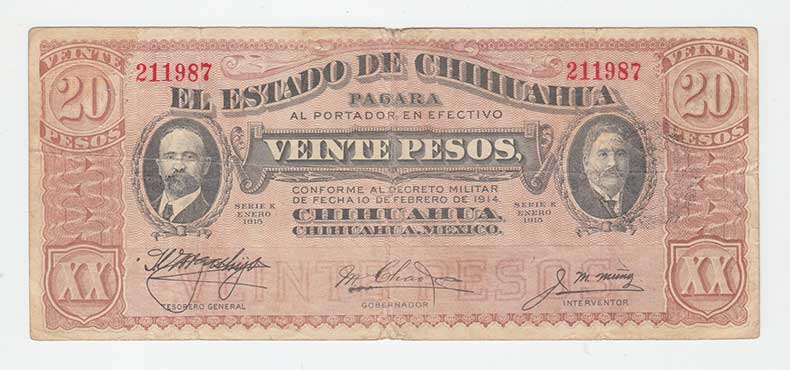 VEINTE
20
PESOS
211987
211987
VEINTE
20
PESOS
EL ESTADO DE CHIHUAHUA
PAGARA
AL PORTADOR, EN EFECTIVO
VEINTE PESOS,
CONFORME AL DECRETO MILITAR
DE FECHA 10 DE FEBRERO DE 1914.
CHIHUAHUA,
CHIHUAHUA, MEXICO.
SERIE K
ENERO
1915
SERIE K
ENERO
1915
VEINTE PESOS
XX
XX
TESORERO GENERAL
M. Chao
GOBERNADOR
J. M. Muñoz
INTERVENTOR